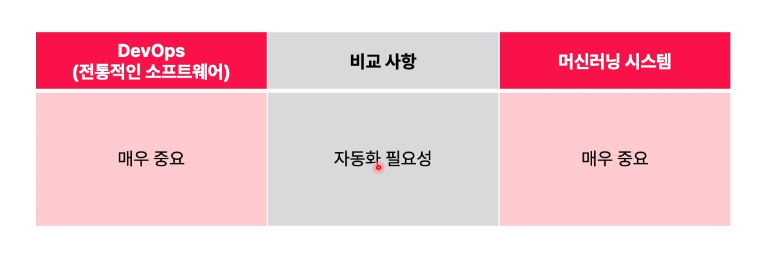 DevOps
(전통적인 소프트웨어)
비교 사항
머신러닝 시스템
매우 중요
자동화 필요성
매우 중요